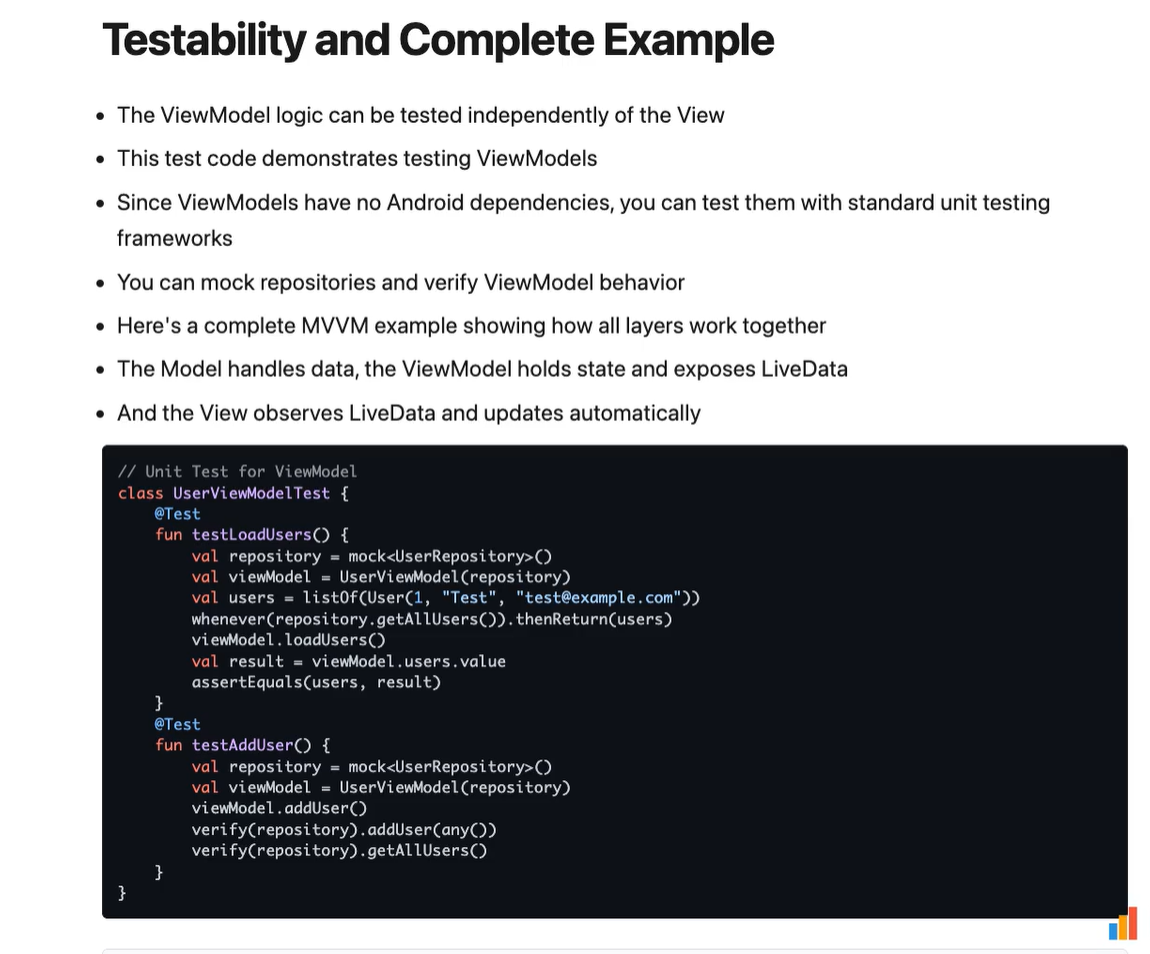 Testability and Complete Example
• The ViewModel logic can be tested independently of the View
• This test code demonstrates testing ViewModels
• Since ViewModels have no Android dependencies, you can test them with standard unit testing
frameworks
• You can mock repositories and verify ViewModel behavior
• Here's a complete MVVM example showing how all layers work together
• The Model handles data, the ViewModel holds state and exposes LiveData
• And the View observes LiveData and updates automatically
// Unit Test for ViewModel
class UserViewModelTest {
    @Test
    fun testLoadUsers() {
        val repository = mock<UserRepository>()
        val viewModel = UserViewModel(repository)
        val users = listOf(User(1, "Test", "test@example.com"))
        whenever(repository.getAllUsers()).thenReturn(users)
        viewModel.loadUsers()
        val result = viewModel.users.value
        assertEquals(users, result)
    }
    @Test
    fun testAddUser() {
        val repository = mock<UserRepository>()
        val viewModel = UserViewModel(repository)
        viewModel.addUser()
        verify(repository).addUser(any())
        verify(repository).getAllUsers()
    }
}